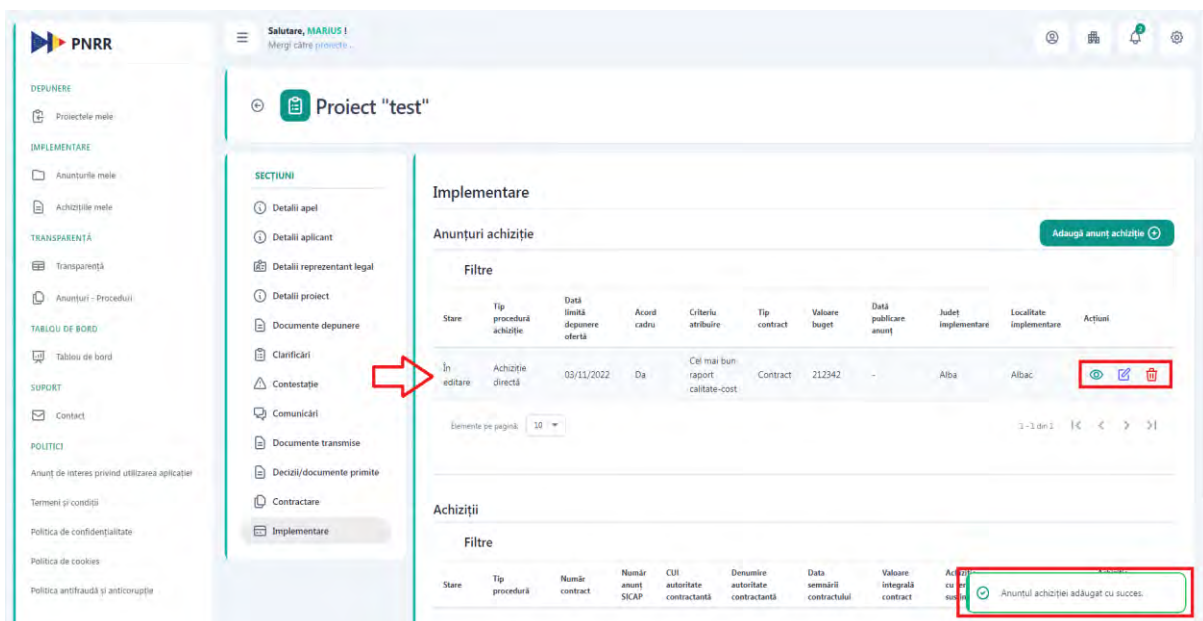 PNRR
Salutare, MARIUS !
Mergi către proiecte...
2
DEPUNERE
Proiectele mele
IMPLEMENTARE
Anunțurile mele
Achizițiile mele
TRANSPARENȚĂ
Transparență
Anunțuri - Proceduri
TABLOU DE BORD
Tablou de bord
SUPORT
Contact
POLITICI
Anunț de interes privind utilizarea aplicației
Termeni și condiții
Politica de confidențialitate
Politica de cookies
Politica antifraudă și anticorupție
Proiect "test"
SECȚIUNI
Detalii apel
Detalii aplicant
Detalii reprezentant legal
Detalii proiect
Documente depunere
Clarificări
Contestație
Comunicări
Documente transmise
Decizii/documente primite
Contractare
Implementare
Implementare
Anunțuri achiziție
Adaugă anunț achiziție
Filtre
Stare
Tip procedură achiziție
Dată limită depunere ofertă
Acord cadru
Criteriu atribuire
Tip contract
Valoare buget
Dată publicare anunț
Județ implementare
Localitate implementare
Acțiuni
În editare
Achiziție directă
03/11/2022
Da
Cel mai bun raport calitate-cost
Contract
212342
-
Alba
Albac
Elemente pe pagină: 10
1 - 1 din 1
Achiziții
Filtre
Stare
Tip procedură
Număr contract
Număr anunț SICAP
CUI autoritate contractantă
Denumire autoritate contractantă
Data semnării contractului
Valoare integrală contract
Anunțul achiziției adăugat cu succes.